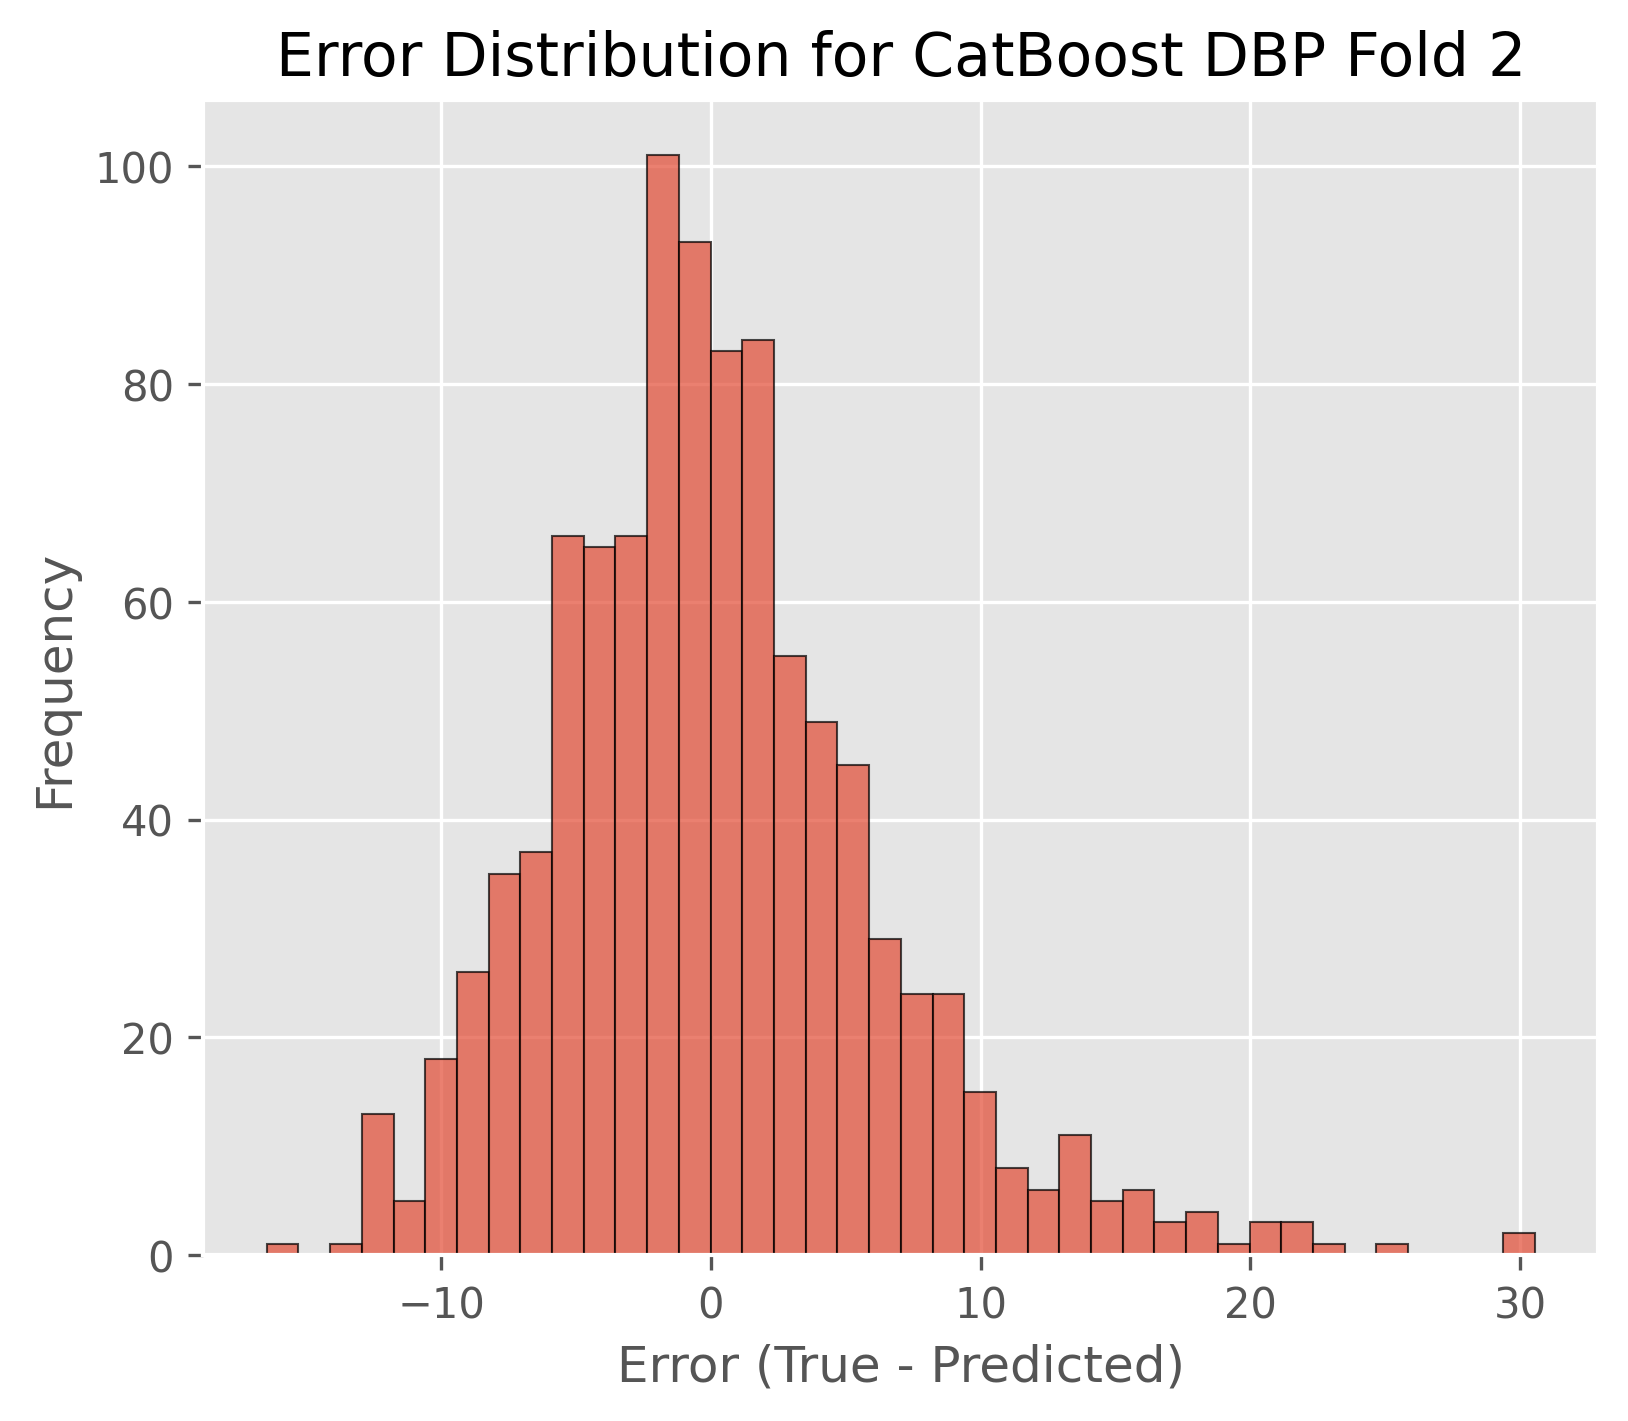 Error Distribution for CatBoost DBP Fold 2
Frequency
100
80
60
40
20
0
−10 0 10 20 30
Error (True - Predicted)